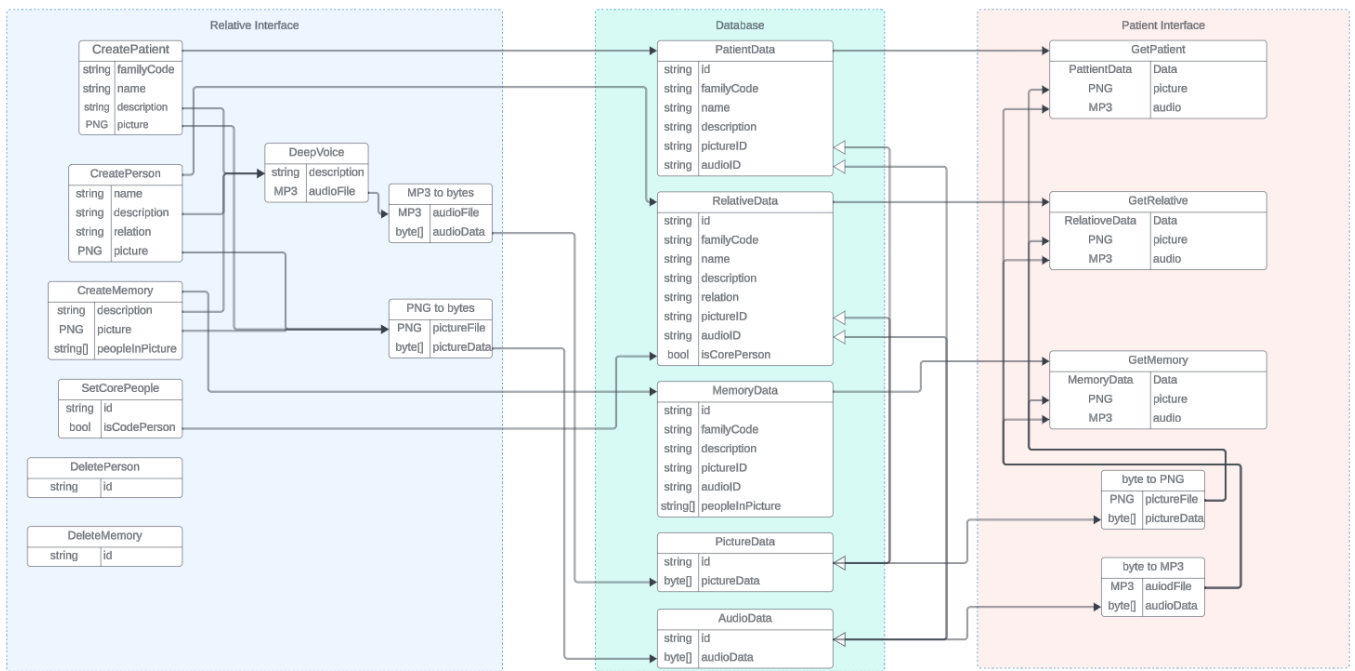 Relative Interface
CreatePatient
string familyCode
string name
string description
PNG picture
CreatePerson
string name
string description
string relation
PNG picture
CreateMemory
string description
PNG picture
string[] peopleInPicture
SetCorePeople
string id
bool isCodePerson
DeletePerson
string id
DeleteMemory
string id
DeepVoice
string description
MP3 audioFile
MP3 to bytes
MP3 audioFile
byte[] audioData
PNG to bytes
PNG pictureFile
byte[] pictureData
Database
PatientData
string id
string familyCode
string name
string description
string pictureID
string audioID
RelativeData
string id
string familyCode
string name
string description
string relation
string pictureID
string audioID
bool isCorePerson
MemoryData
string id
string familyCode
string description
string pictureID
string audioID
string[] peopleInPicture
PictureData
string id
byte[] pictureData
AudioData
string id
byte[] audioData
Patient Interface
GetPatient
PattientData Data
PNG picture
MP3 audio
GetRelative
RelatioveData Data
PNG picture
MP3 audio
GetMemory
MemoryData Data
PNG picture
MP3 audio
byte to PNG
PNG pictureFile
byte[] pictureData
byte to MP3
MP3 auiodFile
byte[] audioData